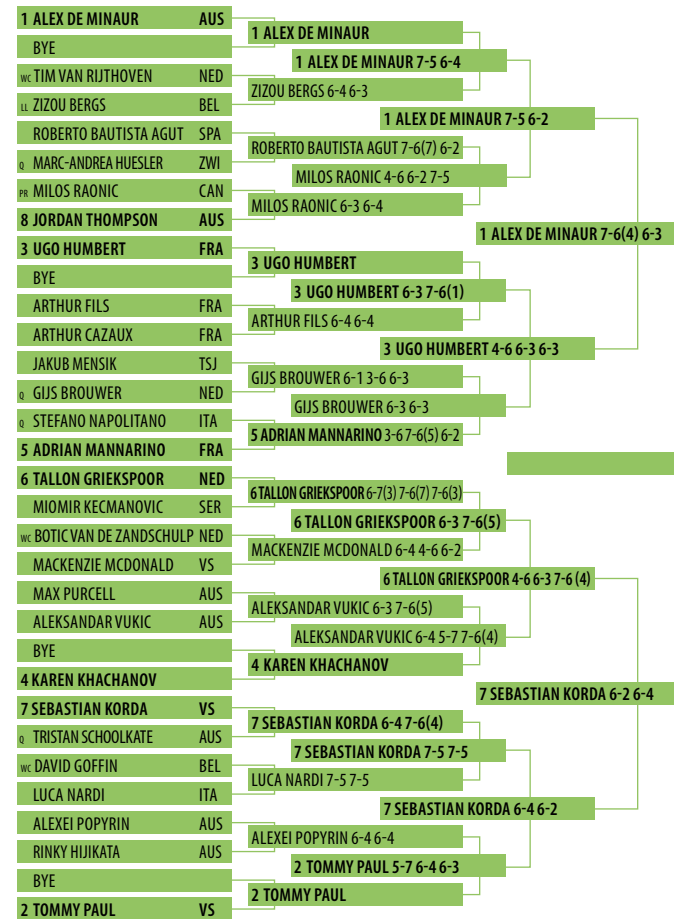 1 ALEX DE MINAUR AUS
BYE
WC TIM VAN RIJTHOVEN NED
LL ZIZOU BERGS BEL
ROBERTO BAUTISTA AGUT SPA
Q MARC-ANDREA HUESLER ZWI
PR MILOS RAONIC CAN
8 JORDAN THOMPSON AUS
3 UGO HUMBERT FRA
BYE
ARTHUR FILS FRA
ARTHUR CAZAUX FRA
JAKUB MENSIK TSJ
Q GIJS BROUWER NED
Q STEFANO NAPOLITANO ITA
5 ADRIAN MANNARINO FRA
6 TALLON GRIEKSPOOR NED
MIOMIR KECMANOVIC SER
WC BOTIC VAN DE ZANDSCHULP NED
MACKENZIE MCDONALD VS
MAX PURCELL AUS
ALEKSANDAR VUKIC AUS
BYE
4 KAREN KHACHANOV
7 SEBASTIAN KORDA VS
Q TRISTAN SCHOOLKATE AUS
WC DAVID GOFFIN BEL
LUCA NARDI ITA
ALEXEI POPYRIN AUS
RINKY HIJIKATA AUS
BYE
2 TOMMY PAUL VS
1 ALEX DE MINAUR
ZIZOU BERGS 6-4 6-3
ROBERTO BAUTISTA AGUT 7-6(7) 6-2
MILOS RAONIC 6-3 6-4
3 UGO HUMBERT
ARTHUR FILS 6-4 6-4
GIJS BROUWER 6-1 3-6 6-3
5 ADRIAN MANNARINO 3-6 7-6(5) 6-2
6 TALLON GRIEKSPOOR 6-7(3) 7-6(7) 7-6(3)
MACKENZIE MCDONALD 6-4 4-6 6-2
ALEKSANDAR VUKIC 6-3 7-6(5)
4 KAREN KHACHANOV
7 SEBASTIAN KORDA 6-4 7-6(4)
LUCA NARDI 7-5 7-5
ALEXEI POPYRIN 6-4 6-4
2 TOMMY PAUL
1 ALEX DE MINAUR 7-5 6-4
MILOS RAONIC 4-6 6-2 7-5
3 UGO HUMBERT 6-3 7-6(1)
GIJS BROUWER 6-3 6-3
6 TALLON GRIEKSPOOR 6-3 7-6(5)
ALEKSANDAR VUKIC 6-4 5-7 7-6(4)
7 SEBASTIAN KORDA 7-5 7-5
2 TOMMY PAUL 5-7 6-4 6-3
1 ALEX DE MINAUR 7-5 6-2
3 UGO HUMBERT 4-6 6-3 6-3
6 TALLON GRIEKSPOOR 4-6 6-3 7-6 (4)
7 SEBASTIAN KORDA 6-4 6-2
1 ALEX DE MINAUR 7-6(4) 6-3
7 SEBASTIAN KORDA 6-2 6-4